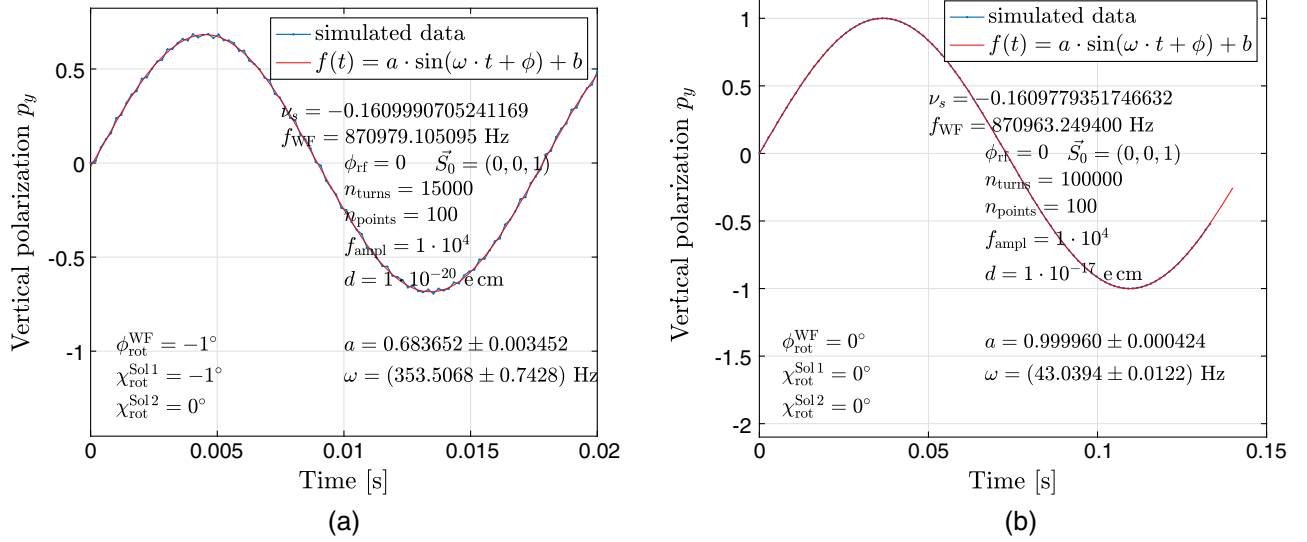 simulated data
f(t) = a · sin(ω · t + ϕ) + b
ν_s = −0.1609990705241169
f_WF = 870979.105095 Hz
ϕ_rf = 0 S⃗_0 = (0, 0, 1)
n_turns = 15000
n_points = 100
f_ampl = 1 · 10^4
d = 1 · 10^−20 e cm
ϕ_rot^WF = −1°
χ_rot^Sol 1 = −1°
χ_rot^Sol 2 = 0°
a = 0.683652 ± 0.003452
ω = (353.5068 ± 0.7428) Hz
0.5
0
-0.5
-1
Vertical polarization p_y
0 0.005 0.01 0.015 0.02
Time [s]
(a)
simulated data
f(t) = a · sin(ω · t + ϕ) + b
ν_s = −0.1609779351746632
f_WF = 870963.249400 Hz
ϕ_rf = 0 S⃗_0 = (0, 0, 1)
n_turns = 100000
n_points = 100
f_ampl = 1 · 10^4
d = 1 · 10^−17 e cm
ϕ_rot^WF = 0°
χ_rot^Sol 1 = 0°
χ_rot^Sol 2 = 0°
a = 0.999960 ± 0.000424
ω = (43.0394 ± 0.0122) Hz
1
0.5
0
-0.5
-1
-1.5
-2
Vertical polarization p_y
0 0.05 0.1 0.15
Time [s]
(b)